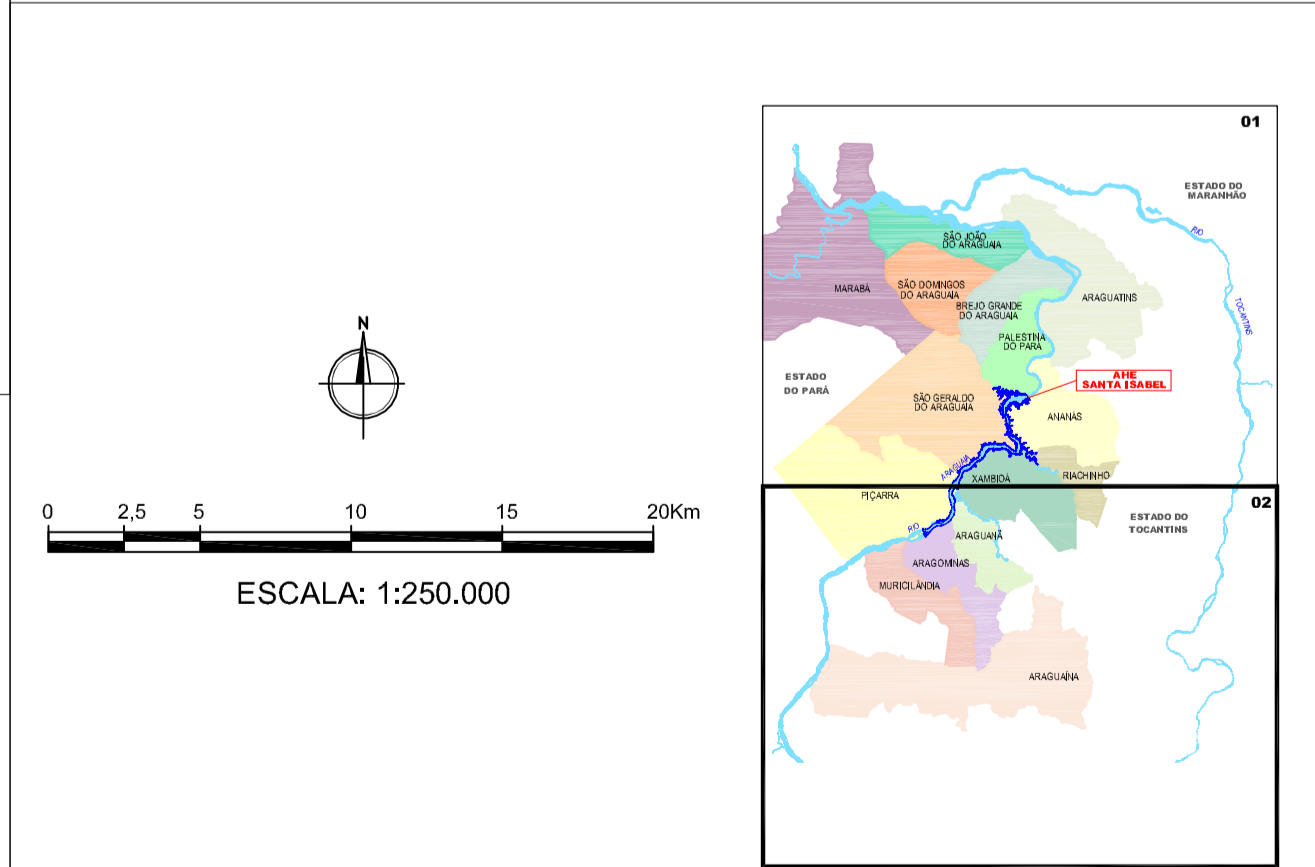 N
0 2,5 5 10 15 20Km
ESCALA: 1:250.000
01
ESTADO DO
MARANHÃO
RIO
TOCANTINS
SÃO JOÃO
DO ARAGUAIA
MARABÁ
SÃO DOMINGOS
DO ARAGUAIA
BREJO GRANDE
DO ARAGUAIA
ARAGUATINS
PALESTINA
DO PARÁ
ESTADO
DO PARÁ
AHE
SANTA ISABEL
SÃO GERALDO
DO ARAGUAIA
ANANÁS
ARAGUAIA
XAMBIOÁ
RIACHINHO
PIÇARRA
02
ESTADO DO
TOCANTINS
RIO
ARAGUANÃ
ARAGOMINAS
MURICILÂNDIA
ARAGUAÍNA